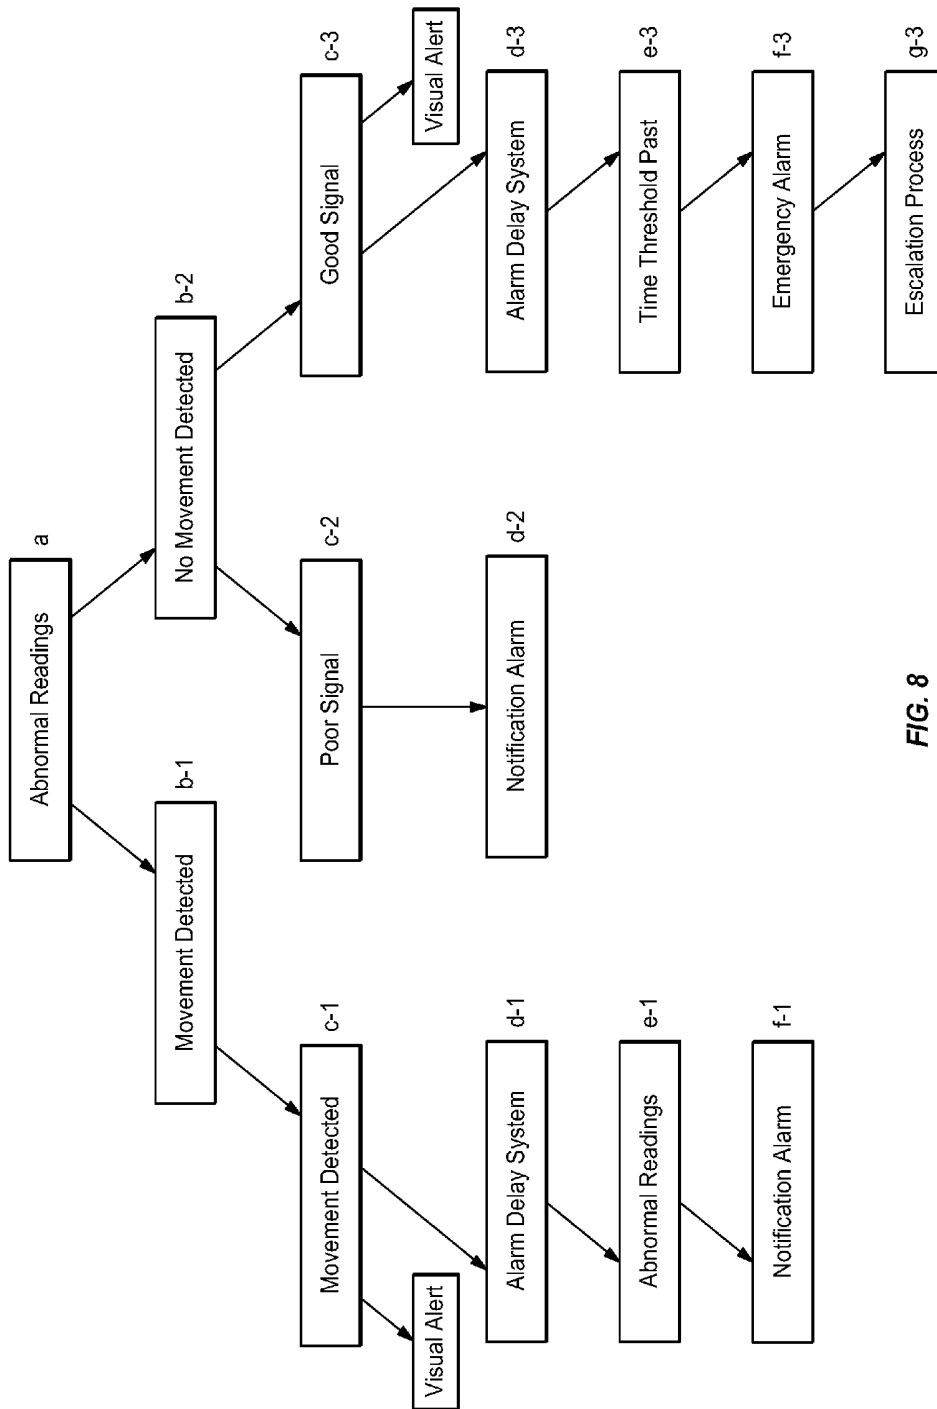 a
Abnormal Readings
b-1
Movement Detected
b-2
No Movement Detected
c-1
Movement Detected
c-2
Poor Signal
c-3
Good Signal
Visual Alert
Visual Alert
d-1
Alarm Delay System
d-2
Notification Alarm
d-3
Alarm Delay System
e-1
Abnormal Readings
e-3
Time Threshold Past
f-1
Notification Alarm
f-3
Emergency Alarm
g-3
Escalation Process
FIG. 8